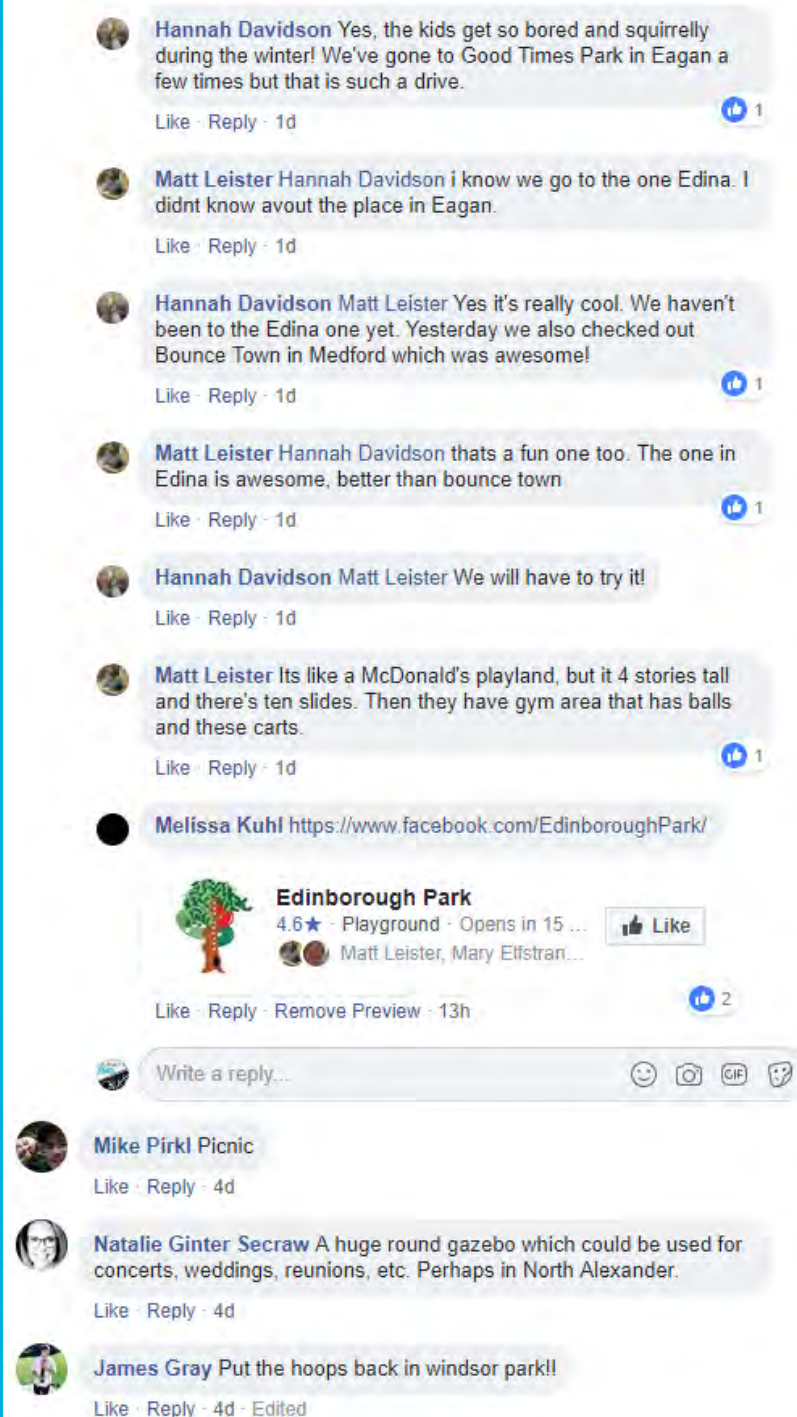 Hannah Davidson Yes, the kids get so bored and squirrelly
during the winter! We've gone to Good Times Park in Eagan a
few times but that is such a drive.
1
Like · Reply · 1d
Matt Leister Hannah Davidson i know we go to the one Edina. I
didnt know avout the place in Eagan.
Like · Reply · 1d
Hannah Davidson Matt Leister Yes it's really cool. We haven't
been to the Edina one yet. Yesterday we also checked out
Bounce Town in Medford which was awesome!
1
Like · Reply · 1d
Matt Leister Hannah Davidson thats a fun one too. The one in
Edina is awesome, better than bounce town
1
Like · Reply · 1d
Hannah Davidson Matt Leister We will have to try it!
Like · Reply · 1d
Matt Leister Its like a McDonald's playland, but it 4 stories tall
and there's ten slides. Then they have gym area that has balls
and these carts.
1
Like · Reply · 1d
Melissa Kuhl https://www.facebook.com/EdinboroughPark/
Edinborough Park
4.6★ · Playground · Opens in 15 ...
Like
Matt Leister, Mary Elfstran...
2
Like · Reply · Remove Preview · 13h
Write a reply...
GIF
Mike Pirkl Picnic
Like · Reply · 4d
Natalie Ginter Secraw A huge round gazebo which could be used for
concerts, weddings, reunions, etc. Perhaps in North Alexander.
Like · Reply · 4d
James Gray Put the hoops back in windsor park!!
Like · Reply · 4d · Edited